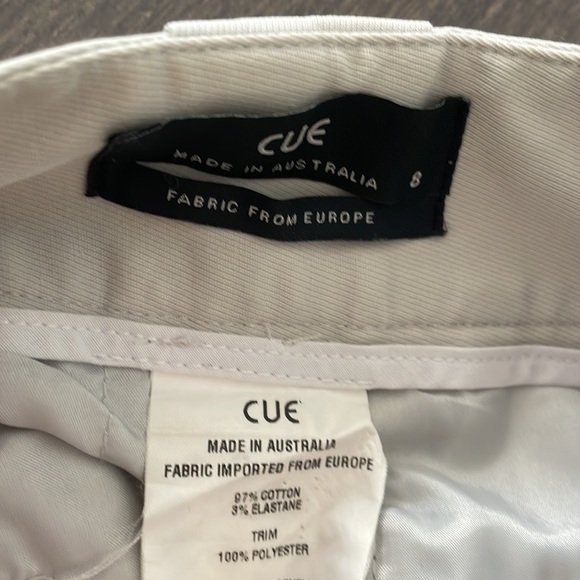 CUE
MADE IN AUSTRALIA 8
FABRIC FROM EUROPE
CUE
MADE IN AUSTRALIA
FABRIC IMPORTED FROM EUROPE
97% COTTON
3% ELASTANE
TRIM
100% POLYESTER